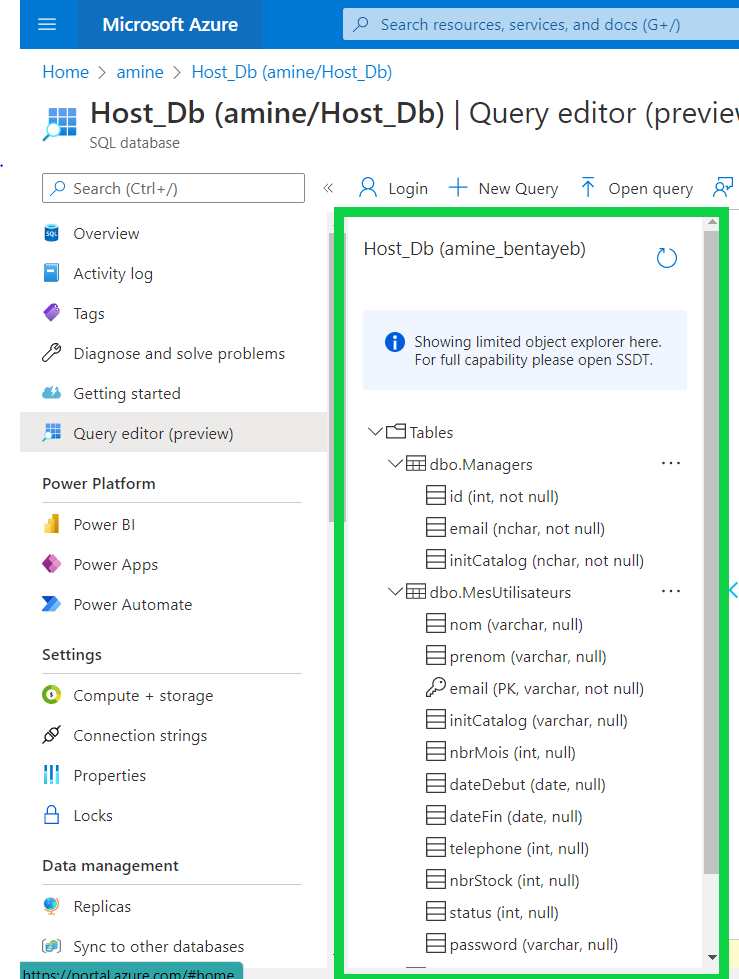 Microsoft Azure
Search resources, services, and docs (G+/)
Home > amine > Host_Db (amine/Host_Db)
Host_Db (amine/Host_Db) | Query editor (preview
SQL database
Search (Ctrl+/)
«
Login
New Query
Open query
Overview
Activity log
Tags
Diagnose and solve problems
Getting started
Query editor (preview)
Power Platform
Power BI
Power Apps
Power Automate
Settings
Compute + storage
Connection strings
Properties
Locks
Data management
Replicas
Sync to other databases
https://portal.azure.com/#home
Host_Db (amine_bentayeb)
Showing limited object explorer here.
For full capability please open SSDT.
Tables
dbo.Managers
...
id (int, not null)
email (nchar, not null)
initCatalog (nchar, not null)
dbo.MesUtilisateurs
...
nom (varchar, null)
prenom (varchar, null)
email (PK, varchar, not null)
initCatalog (varchar, null)
nbrMois (int, null)
dateDebut (date, null)
dateFin (date, null)
telephone (int, null)
nbrStock (int, null)
status (int, null)
password (varchar, null)